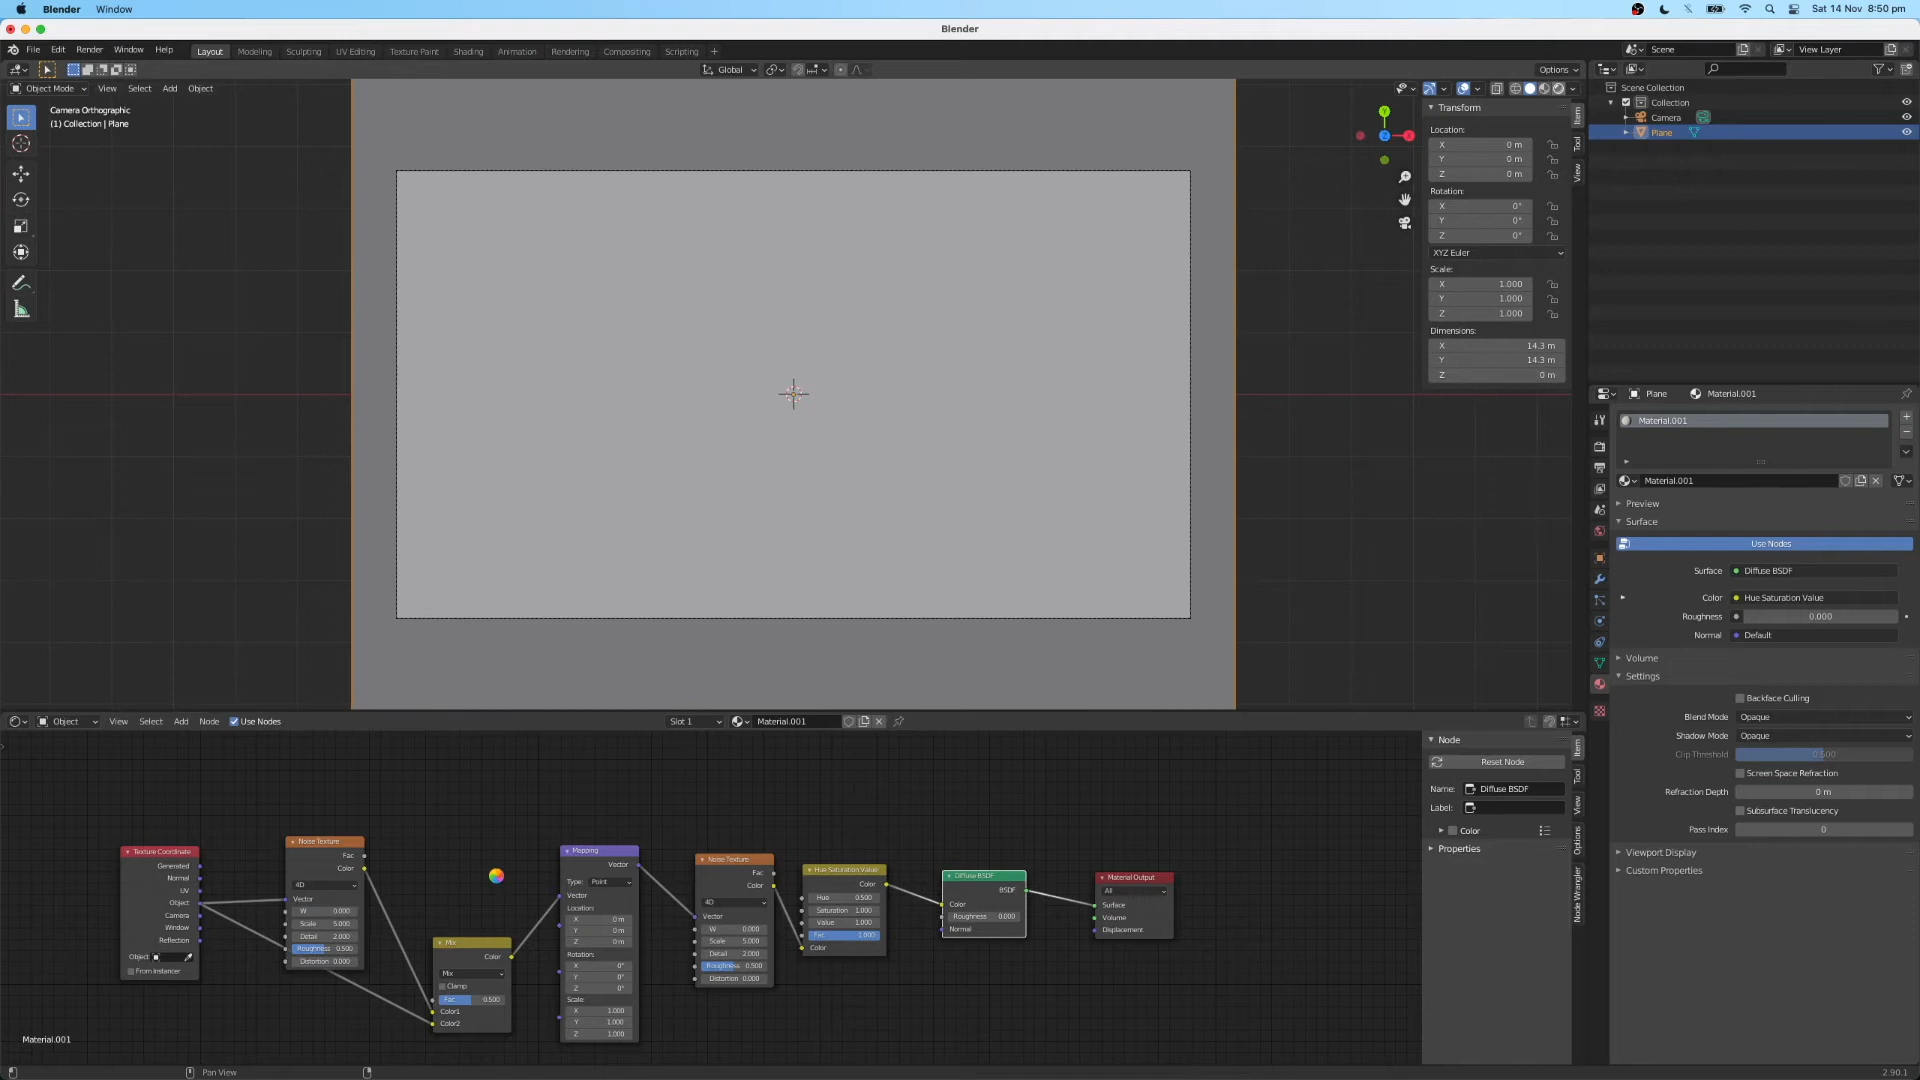 Blender Window Sat 14 Nov 8:50 pm
Blender
File Edit Render Window Help Layout Modeling Sculpting UV Editing Texture Paint Shading Animation Rendering Compositing Scripting + Scene View Layer
Global Options
Object Mode View Select Add Object
Camera Orthographic
(1) Collection | Plane
Transform
Location:
X 0 m
Y 0 m
Z 0 m
Rotation:
X 0°
Y 0°
Z 0°
XYZ Euler
Scale:
X 1.000
Y 1.000
Z 1.000
Dimensions:
X 14.3 m
Y 14.3 m
Z 0 m
Item
Tool
View
Y
Z
X
Scene Collection
Collection
Camera
Plane
Plane Material.001
Material.001
Material.001
Preview
Surface
Use Nodes
Surface Diffuse BSDF
Color Hue Saturation Value
Roughness 0.000
Normal Default
Volume
Settings
Backface Culling
Blend Mode Opaque
Shadow Mode Opaque
Clip Threshold 0.500
Screen Space Refraction
Refraction Depth 0 m
Subsurface Translucency
Pass Index 0
Viewport Display
Custom Properties
Object View Select Add Node Use Nodes Slot 1 Material.001
Node
Reset Node
Name: Diffuse BSDF
Label:
Color
Properties
Item
Tool
View
Options
Node Wrangler
Texture Coordinate
Generated
Normal
UV
Object
Camera
Window
Reflection
Object:
From Instancer
Noise Texture
Fac
Color
4D
Vector
W 0.000
Scale 5.000
Detail 2.000
Roughness 0.500
Distortion 0.000
Mix
Color
Mix
Clamp
Fac 0.500
Color1
Color2
Mapping
Vector
Type: Point
Vector
Location:
X 0 m
Y 0 m
Z 0 m
Rotation:
X 0°
Y 0°
Z 0°
Scale:
X 1.000
Y 1.000
Z 1.000
Noise Texture
Fac
Color
4D
Vector
W 0.000
Scale 5.000
Detail 2.000
Roughness 0.500
Distortion 0.000
Hue Saturation Value
Color
Hue 0.500
Saturation 1.000
Value 1.000
Fac 1.000
Color
Diffuse BSDF
BSDF
Color
Roughness 0.000
Normal
Material Output
All
Surface
Volume
Displacement
Material.001
Pan View 2.90.1